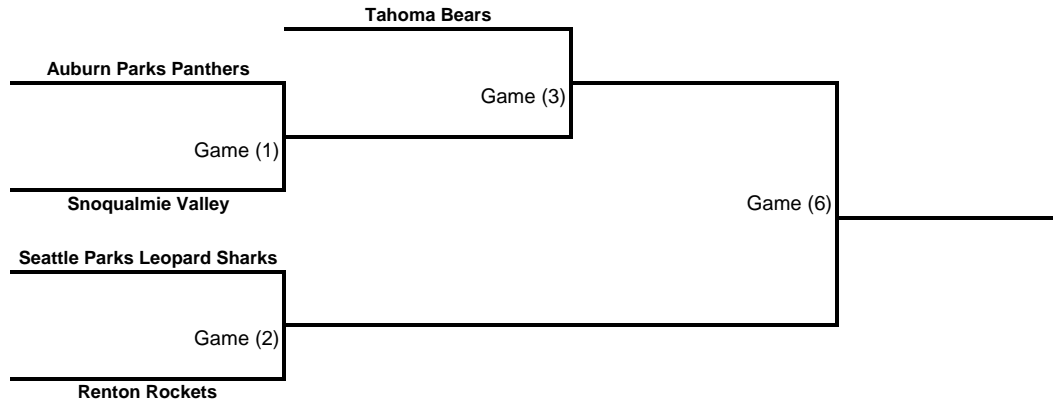 Tahoma Bears
Auburn Parks Panthers
Game (3)
Game (1)
Snoqualmie Valley
Game (6)
Seattle Parks Leopard Sharks
Game (2)
Renton Rockets